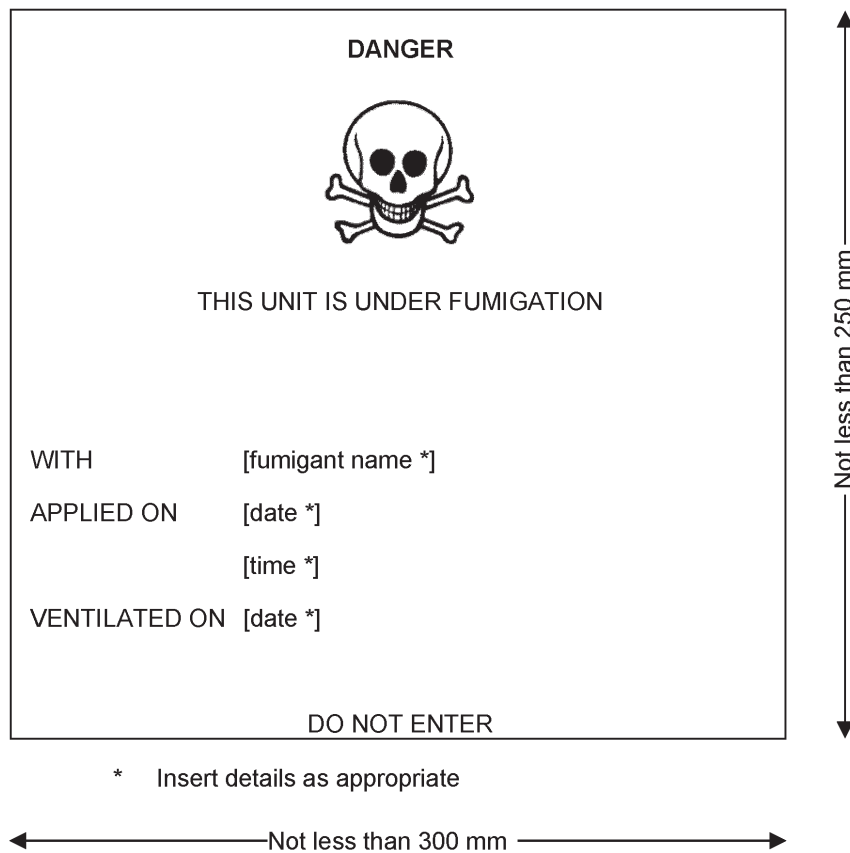 DANGER
THIS UNIT IS UNDER FUMIGATION
WITH [fumigant name *]
APPLIED ON [date *]
[time *]
VENTILATED ON [date *]
DO NOT ENTER
* Insert details as appropriate
Not less than 300 mm
Not less than 250 mm